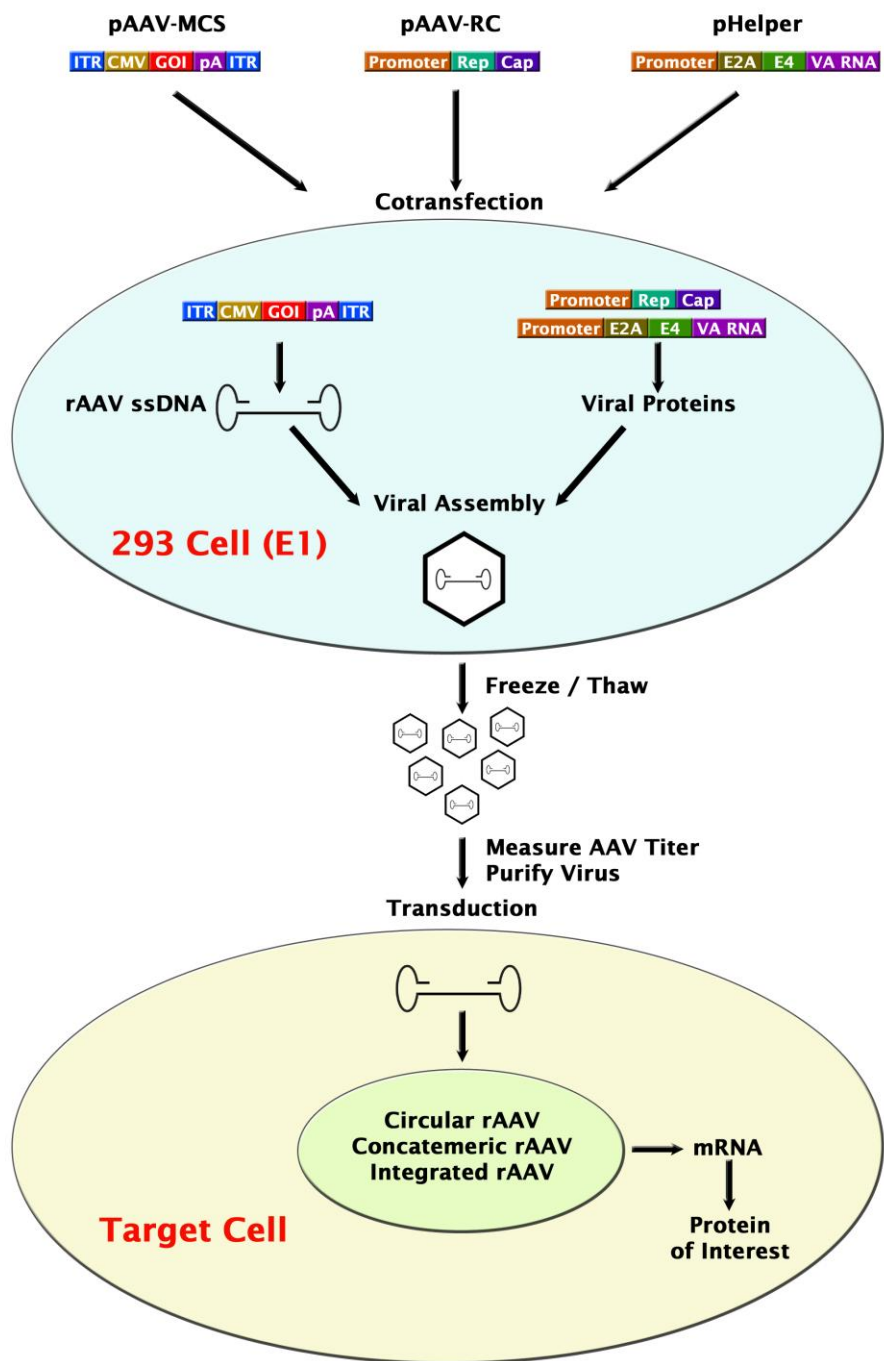 pAAV-MCS
pAAV-RC
pHelper
ITR CMV GOI pA ITR
Promoter Rep Cap
Promoter E2A E4 VA RNA
Cotransfection
ITR CMV GOI pA ITR
Promoter Rep Cap
Promoter E2A E4 VA RNA
rAAV ssDNA
Viral Proteins
Viral Assembly
293 Cell (E1)
Freeze / Thaw
Measure AAV Titer
Purify Virus
Transduction
Circular rAAV
Concatemeric rAAV
Integrated rAAV
mRNA
Protein
of Interest
Target Cell